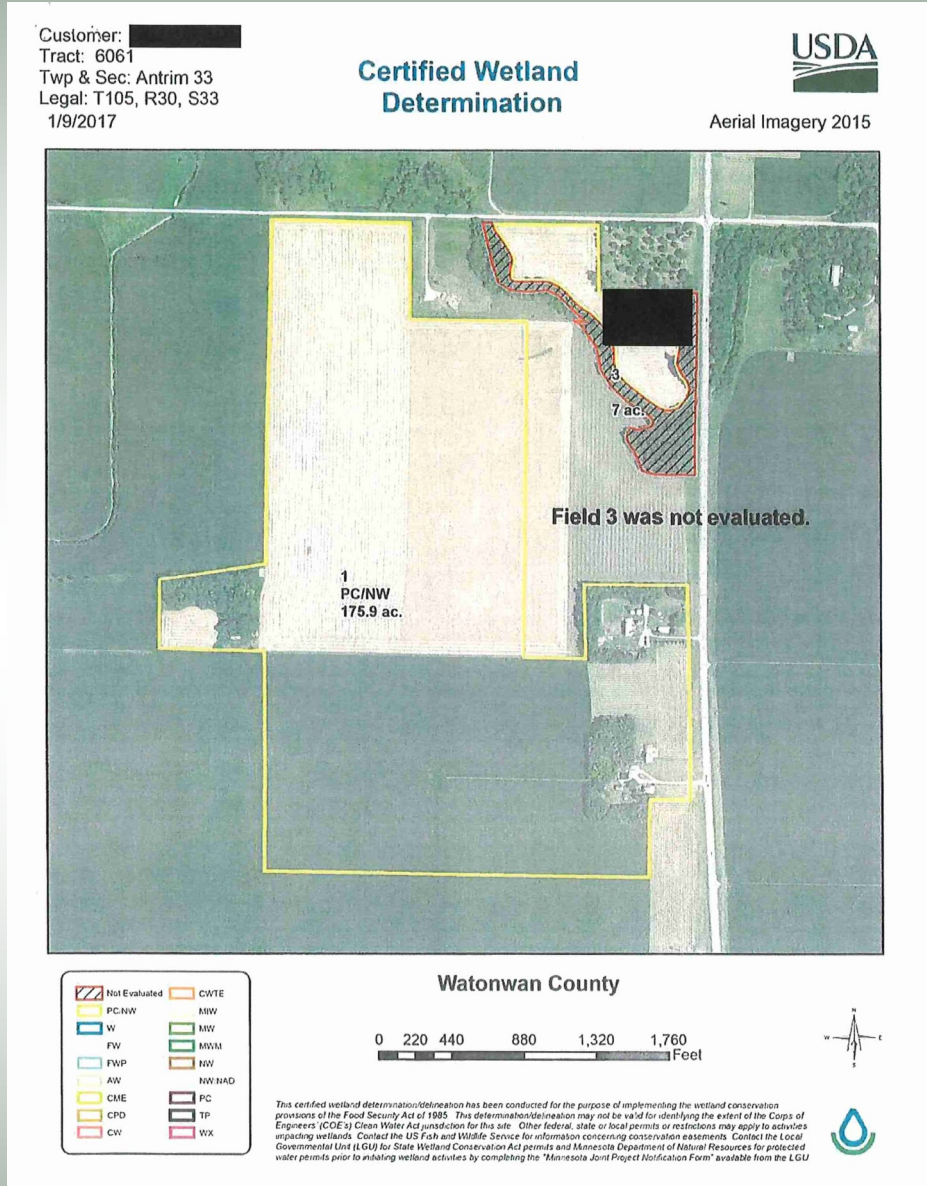 Customer:
Tract: 6061
Twp & Sec: Antrim 33
Legal: T105, R30, S33
1/9/2017
Certified Wetland
Determination
USDA
Aerial Imagery 2015
3
7 ac.
Field 3 was not evaluated.
1
PC/NW
175.9 ac.
Not Evaluated
PC/NW
W
FW
FWP
AW
CME
CPD
CW
CWTE
MIW
MW
MWM
NW
NW/NAD
PC
TP
WX
Watonwan County
0 220 440 880 1,320 1,760
Feet
N
W E
S
This certified wetland determination/delineation has been conducted for the purpose of implementing the wetland conservation
provisions of the Food Security Act of 1985. This determination/delineation may not be valid for identifying the extent of the Corps of
Engineers' (COE's) Clean Water Act jurisdiction for this site. Other federal, state or local permits or restrictions may apply to activities
impacting wetlands. Contact the US Fish and Wildlife Service for information concerning conservation easements. Contact the Local
Governmental Unit (LGU) for State Wetland Conservation Act permits and Minnesota Department of Natural Resources for protected
water permits prior to initiating wetland activities by completing the "Minnesota Joint Project Notification Form" available from the LGU